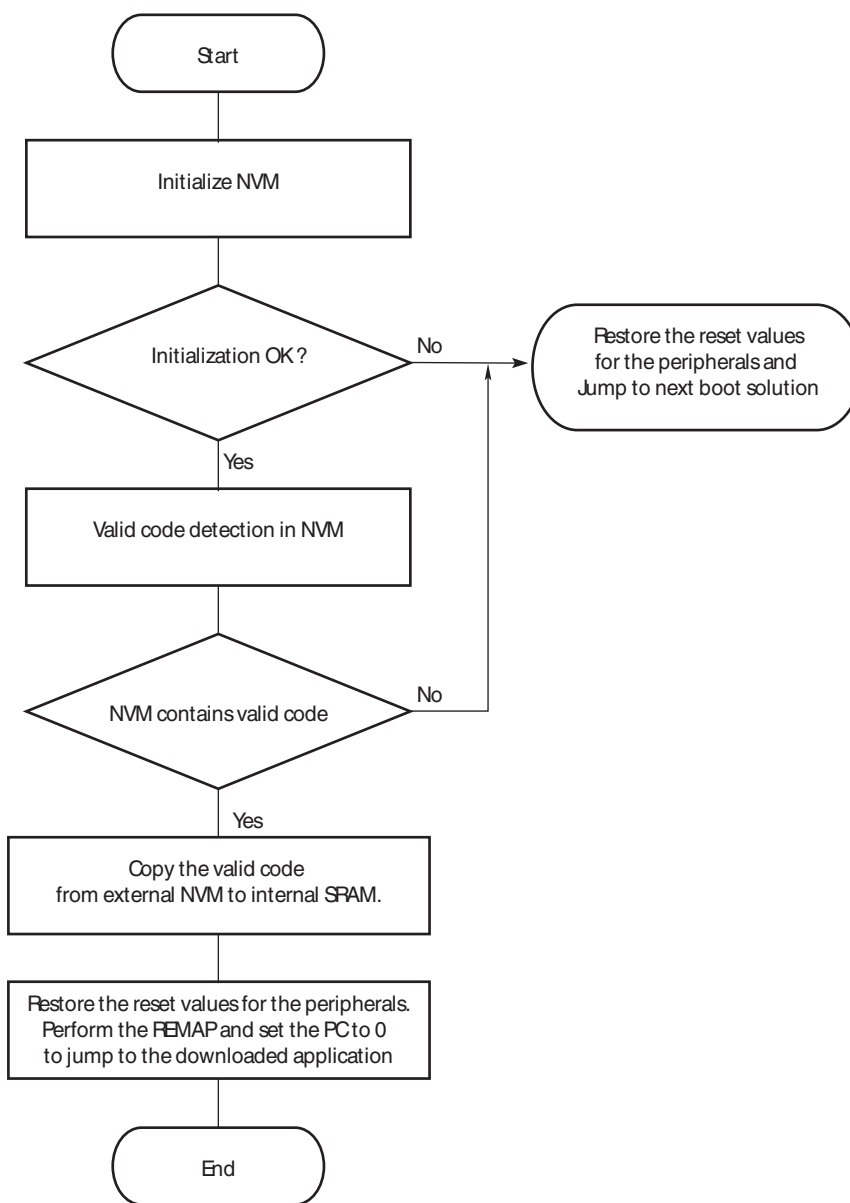 Start
Initialize NVM
Initialization OK ?
No
Restore the reset values
for the peripherals and
Jump to next boot solution
Yes
Valid code detection in NVM
NVM contains valid code
No
Yes
Copy the valid code
from external NVM to internal SRAM.
Restore the reset values for the peripherals.
Perform the REMAP and set the PC to 0
to jump to the downloaded application
End